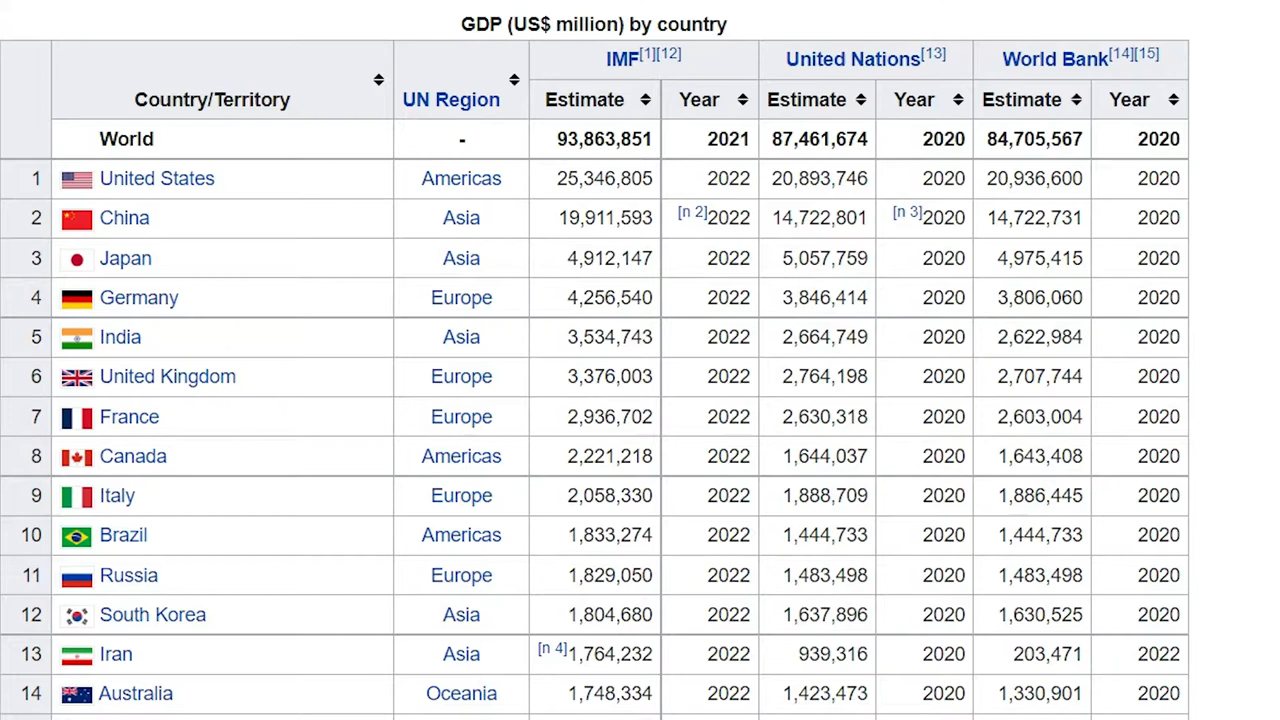 GDP (US$ million) by country
Country/Territory UN Region IMF[1][12] United Nations[13] World Bank[14][15]
Estimate Year Estimate Year Estimate Year
World - 93,863,851 2021 87,461,674 2020 84,705,567 2020
1 United States Americas 25,346,805 2022 20,893,746 2020 20,936,600 2020
2 China Asia 19,911,593 [n 2]2022 14,722,801 [n 3]2020 14,722,731 2020
3 Japan Asia 4,912,147 2022 5,057,759 2020 4,975,415 2020
4 Germany Europe 4,256,540 2022 3,846,414 2020 3,806,060 2020
5 India Asia 3,534,743 2022 2,664,749 2020 2,622,984 2020
6 United Kingdom Europe 3,376,003 2022 2,764,198 2020 2,707,744 2020
7 France Europe 2,936,702 2022 2,630,318 2020 2,603,004 2020
8 Canada Americas 2,221,218 2022 1,644,037 2020 1,643,408 2020
9 Italy Europe 2,058,330 2022 1,888,709 2020 1,886,445 2020
10 Brazil Americas 1,833,274 2022 1,444,733 2020 1,444,733 2020
11 Russia Europe 1,829,050 2022 1,483,498 2020 1,483,498 2020
12 South Korea Asia 1,804,680 2022 1,637,896 2020 1,630,525 2020
13 Iran Asia [n 4]1,764,232 2022 939,316 2020 203,471 2022
14 Australia Oceania 1,748,334 2022 1,423,473 2020 1,330,901 2020